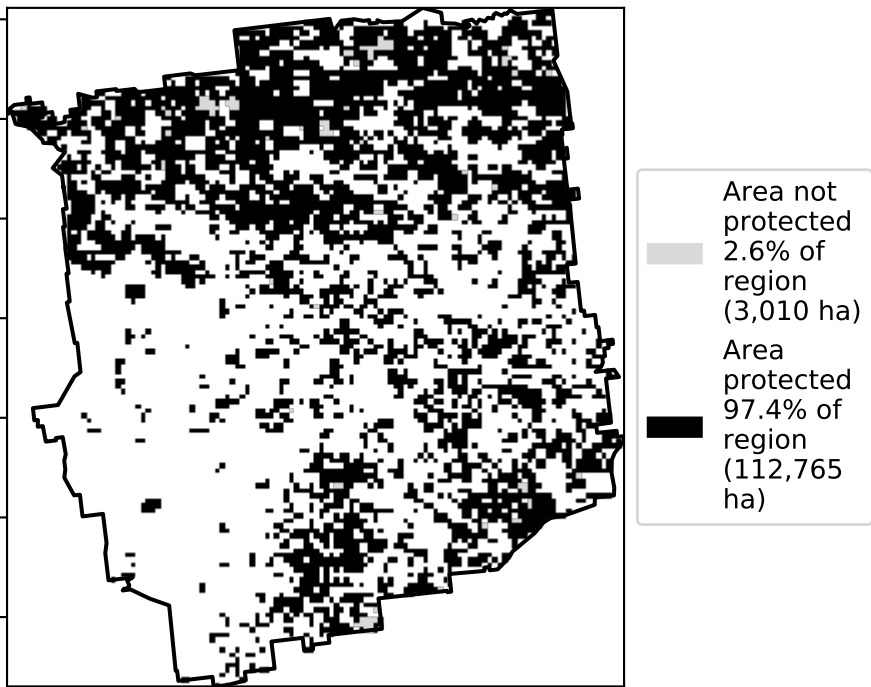 Area not
protected
2.6% of
region
(3,010 ha)
Area
protected
97.4% of
region
(112,765
ha)